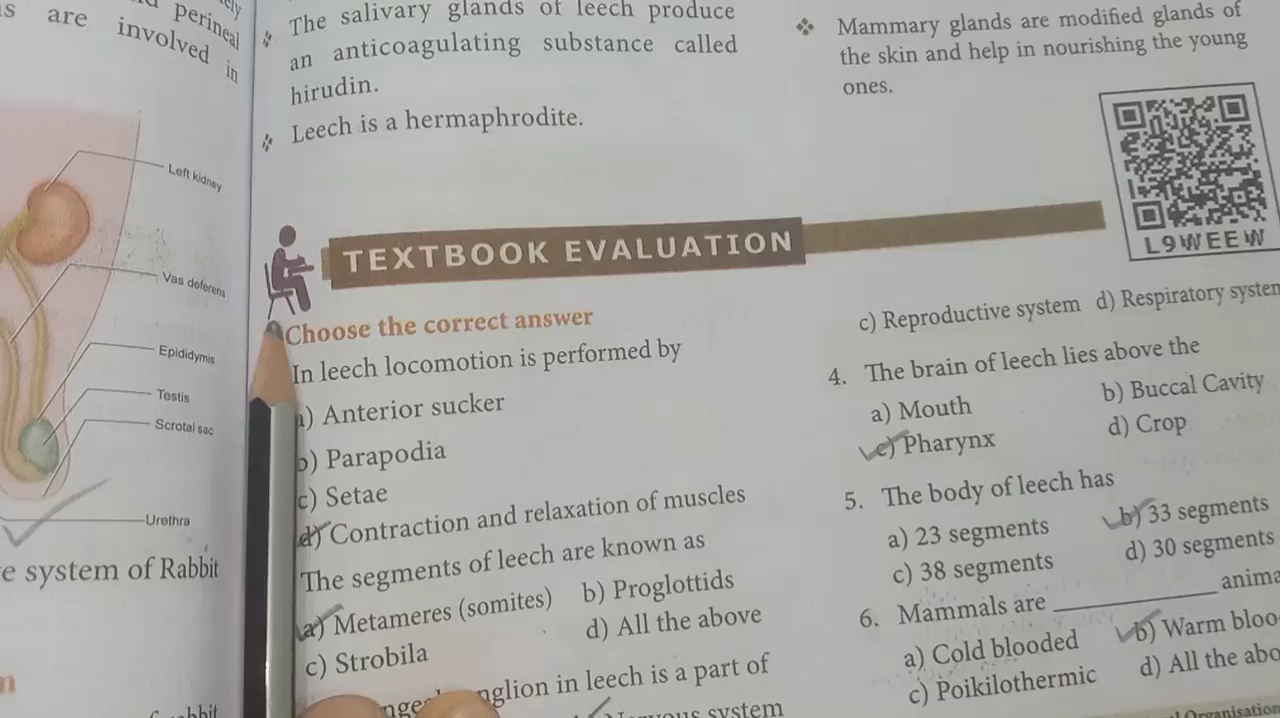 are involved in
perineal
Left kidney
Vas deferens
Epididymis
Testis
Scrotal sac
Urethra
e system of Rabbit
The salivary glands of leech produce
an anticoagulating substance called
hirudin.
Leech is a hermaphrodite.
Mammary glands are modified glands of
the skin and help in nourishing the young
ones.
L9WEEW
TEXTBOOK EVALUATION
Choose the correct answer
In leech locomotion is performed by
a) Anterior sucker
b) Parapodia
c) Setae
d) Contraction and relaxation of muscles
The segments of leech are known as
a) Metameres (somites) b) Proglottids
c) Strobila d) All the above
nglion in leech is a part of
Nervous system
c) Reproductive system d) Respiratory system
4. The brain of leech lies above the
a) Mouth b) Buccal Cavity
c) Pharynx d) Crop
5. The body of leech has
a) 23 segments b) 33 segments
c) 38 segments d) 30 segments
6. Mammals are ____________ anima
a) Cold blooded b) Warm bloo
c) Poikilothermic d) All the abo
Organisation